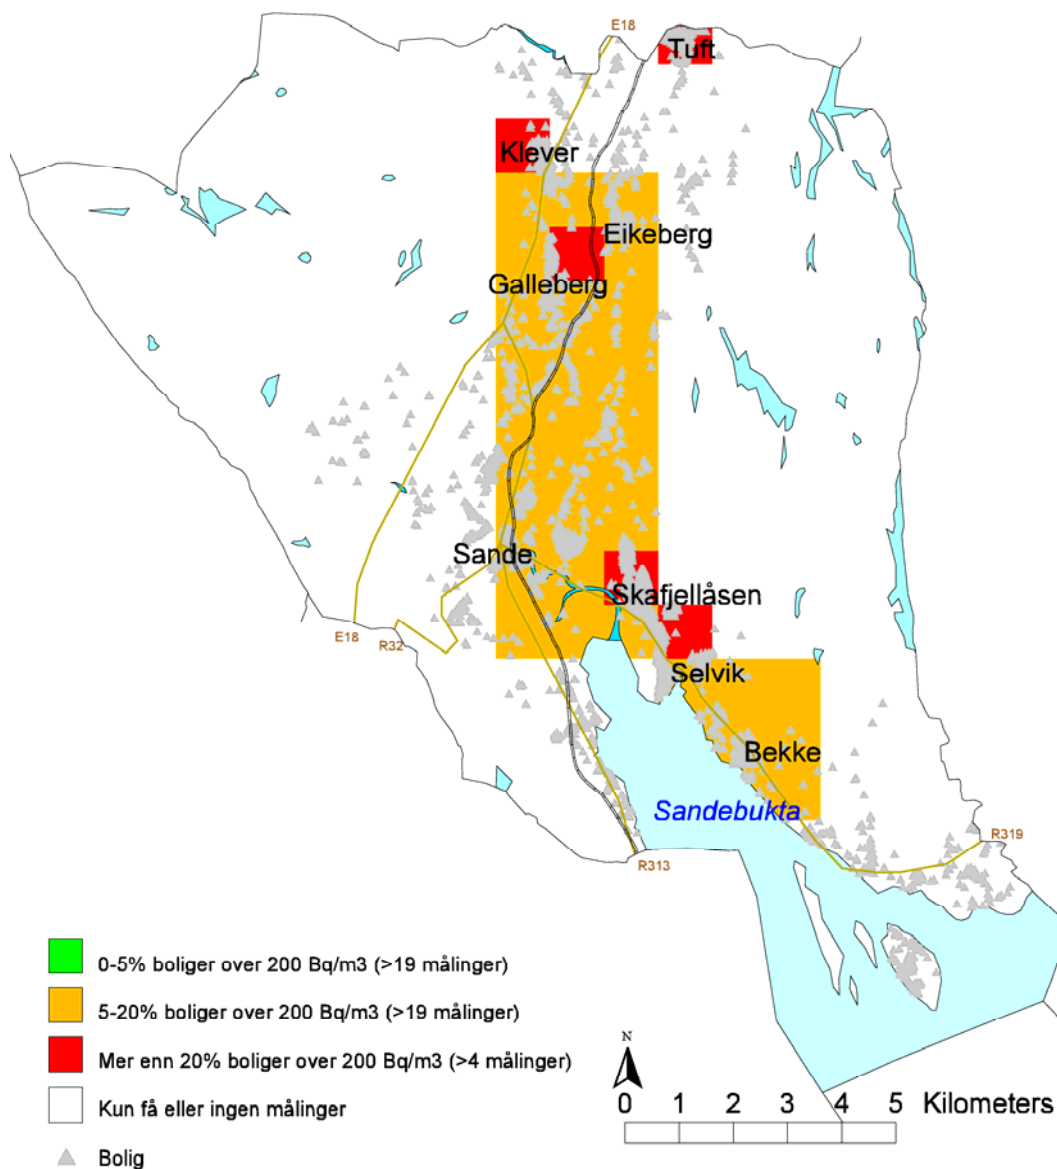 E18
Tuft
Klever
Eikeberg
Galleberg
Sande
Skafjellåsen
E18
R32
Selvik
Bekke
Sandebukta
R319
R313
0-5% boliger over 200 Bq/m3 (>19 målinger)
5-20% boliger over 200 Bq/m3 (>19 målinger)
Mer enn 20% boliger over 200 Bq/m3 (>4 målinger)
Kun få eller ingen målinger
Bolig
N
0 1 2 3 4 5 Kilometers